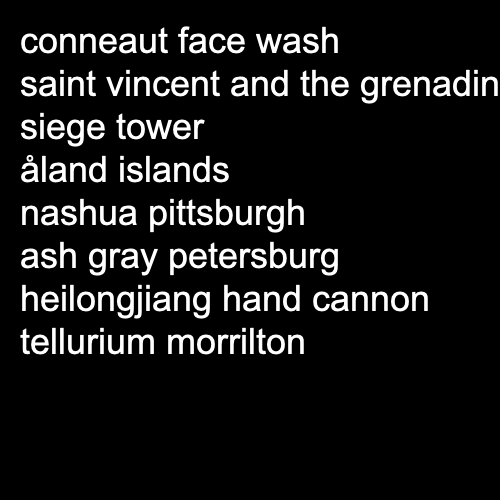 conneaut face wash
saint vincent and the grenadin
siege tower
åland islands
nashua pittsburgh
ash gray petersburg
heilongjiang hand cannon
tellurium morrilton